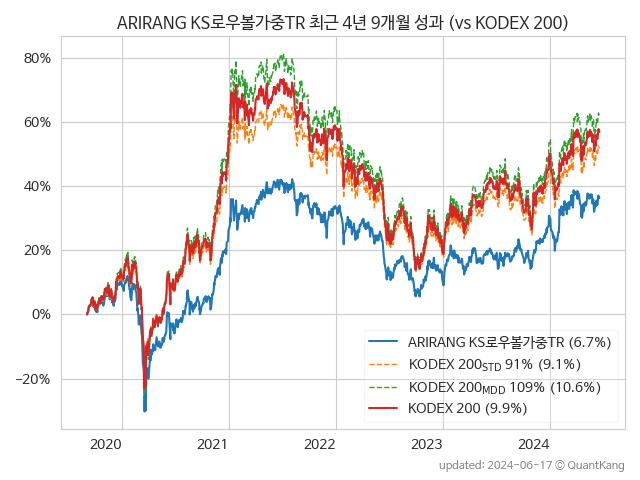 ARIRANG KS로우볼가중TR 최근 4년 9개월 성과 (vs KODEX 200)
80%
60%
40%
20%
0%
−20%
ARIRANG KS로우볼가중TR (6.7%)
KODEX 200STD 91% (9.1%)
KODEX 200MDD 109% (10.6%)
KODEX 200 (9.9%)
2020 2021 2022 2023 2024
updated: 2024-06-17 © QuantKang